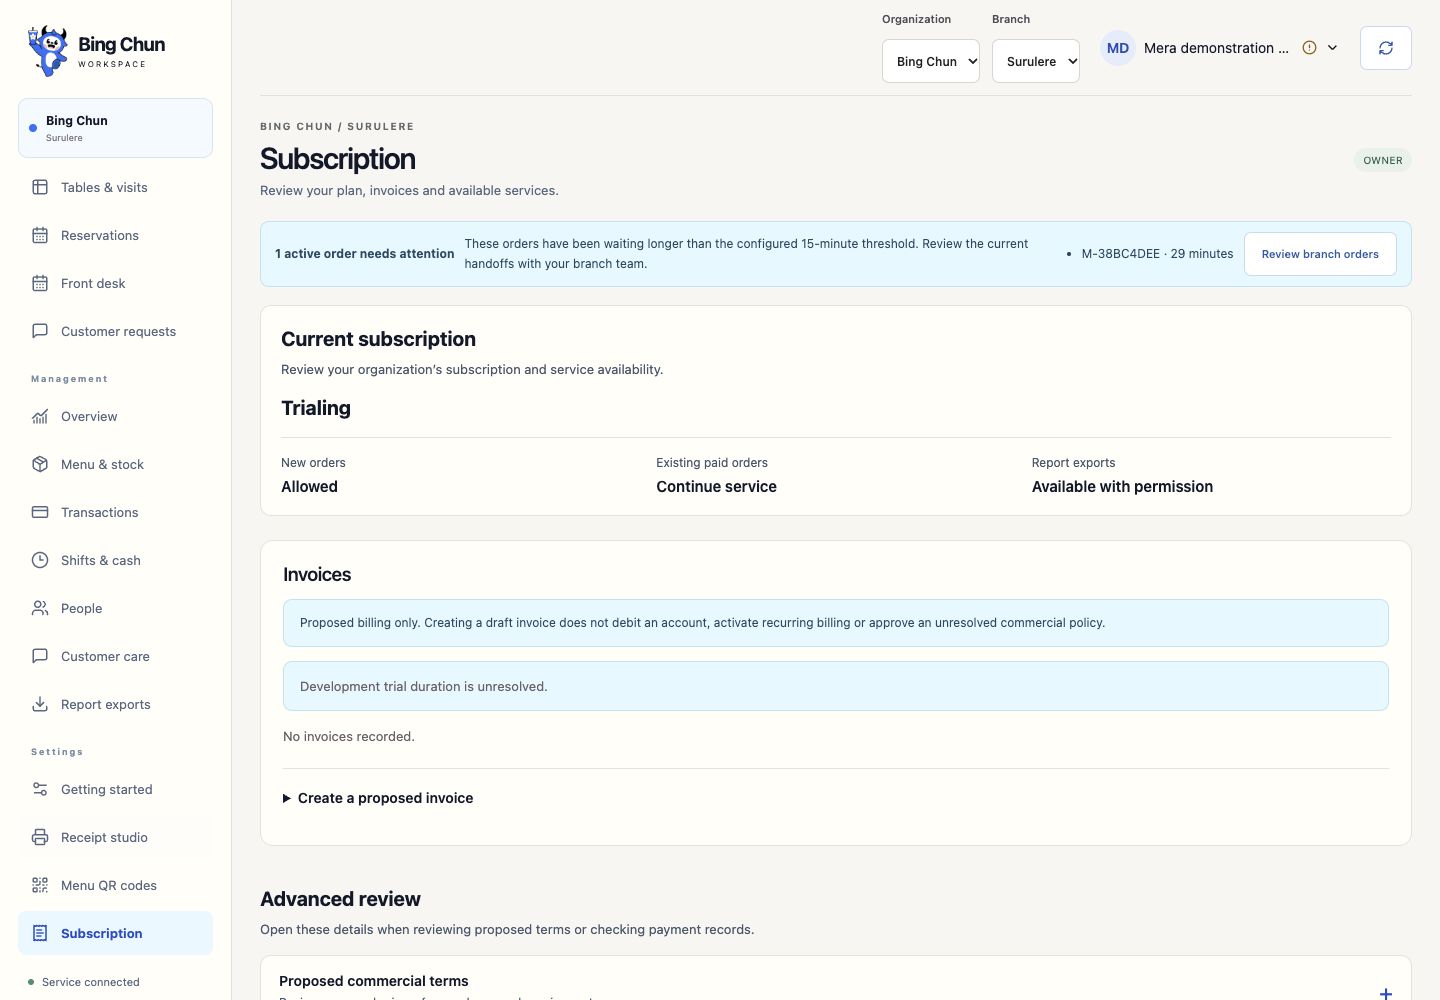 Bing Chun
WORKSPACE
Organization
Branch
Bing Chun
Surulere
MD
Mera demonstration ...
Bing Chun
Surulere
Tables & visits
Reservations
Front desk
Customer requests
Management
Overview
Menu & stock
Transactions
Shifts & cash
People
Customer care
Report exports
Settings
Getting started
Receipt studio
Menu QR codes
Subscription
Service connected
BING CHUN / SURULERE
Subscription
OWNER
Review your plan, invoices and available services.
1 active order needs attention
These orders have been waiting longer than the configured 15-minute threshold. Review the current
handoffs with your branch team.
• M-38BC4DEE · 29 minutes
Review branch orders
Current subscription
Review your organization's subscription and service availability.
Trialing
New orders
Allowed
Existing paid orders
Continue service
Report exports
Available with permission
Invoices
Proposed billing only. Creating a draft invoice does not debit an account, activate recurring billing or approve an unresolved commercial policy.
Development trial duration is unresolved.
No invoices recorded.
Create a proposed invoice
Advanced review
Open these details when reviewing proposed terms or checking payment records.
Proposed commercial terms